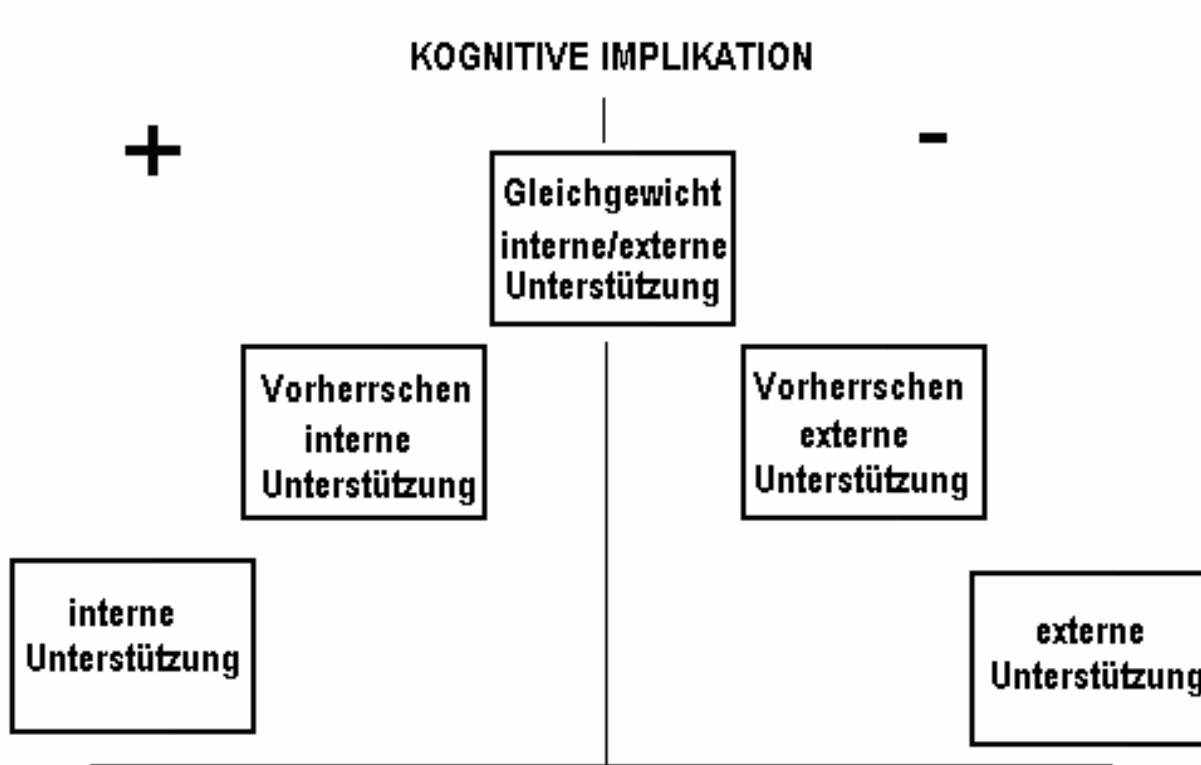 KOGNITIVE IMPLIKATION
+
-
Gleichgewicht
interne/externe
Unterstützung
Vorherrschen
interne
Unterstützung
Vorherrschen
externe
Unterstützung
interne
Unterstützung
externe
Unterstützung